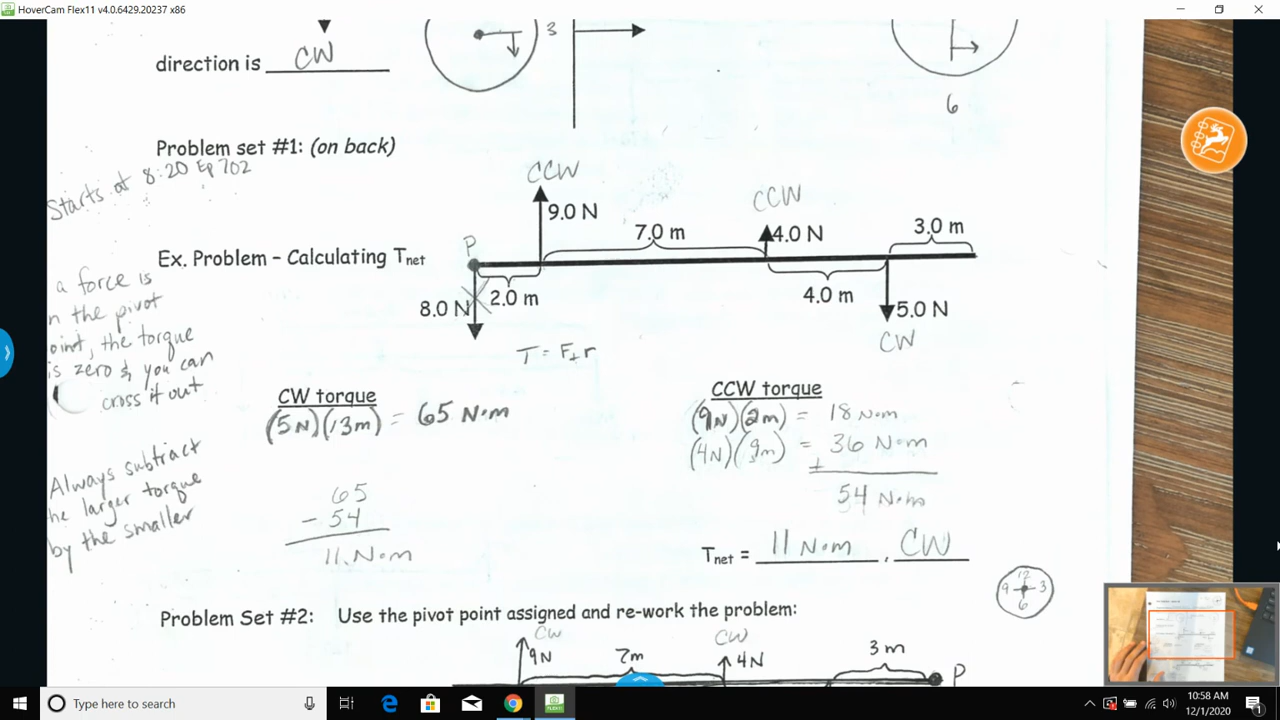 HoverCam Flex11 v4.0.6429.20237 x86
direction is CW
3
6
Problem set #1: (on back)
Starts at 8:20 Ep 702
CCW
9.0 N
CCW
4.0 N
7.0 m
3.0 m
P
Ex. Problem – Calculating Tnet
8.0 N
2.0 m
4.0 m
5.0 N
CW
T = F⊥r
a force is
n the pivot
oint, the torque
is zero & you can
cross it out
CW torque
(5N)(13m) = 65 N·m
CCW torque
(9N)(2m) = 18 N·m
(4N)(9m) = 36 N·m
+
54 N·m
Always subtract
he larger torque
by the smaller
65
- 54
11 N·m
Tnet = 11 N·m , CW
12
9 3
6
Problem Set #2: Use the pivot point assigned and re-work the problem:
CW
9N
7m
CW
4N
3m
P
Type here to search
FLEX11
10:58 AM
12/1/2020
1